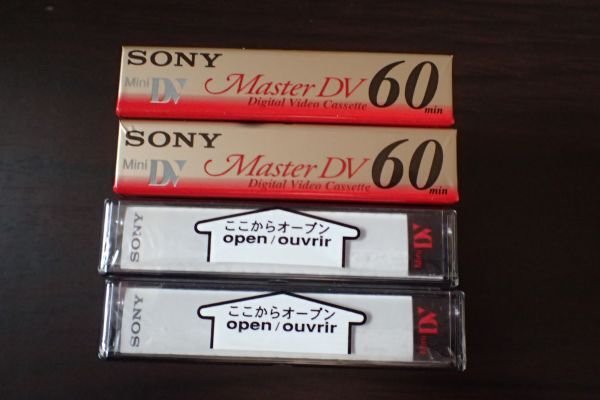 SONY
Mini DV
Master DV 60 min
Digital Video Cassette
SONY
Mini DV
Master DV 60 min
Digital Video Cassette
SONY
ここからオープン
open/ouvrir
Mini DV
SONY
ここからオープン
open/ouvrir
Mini DV